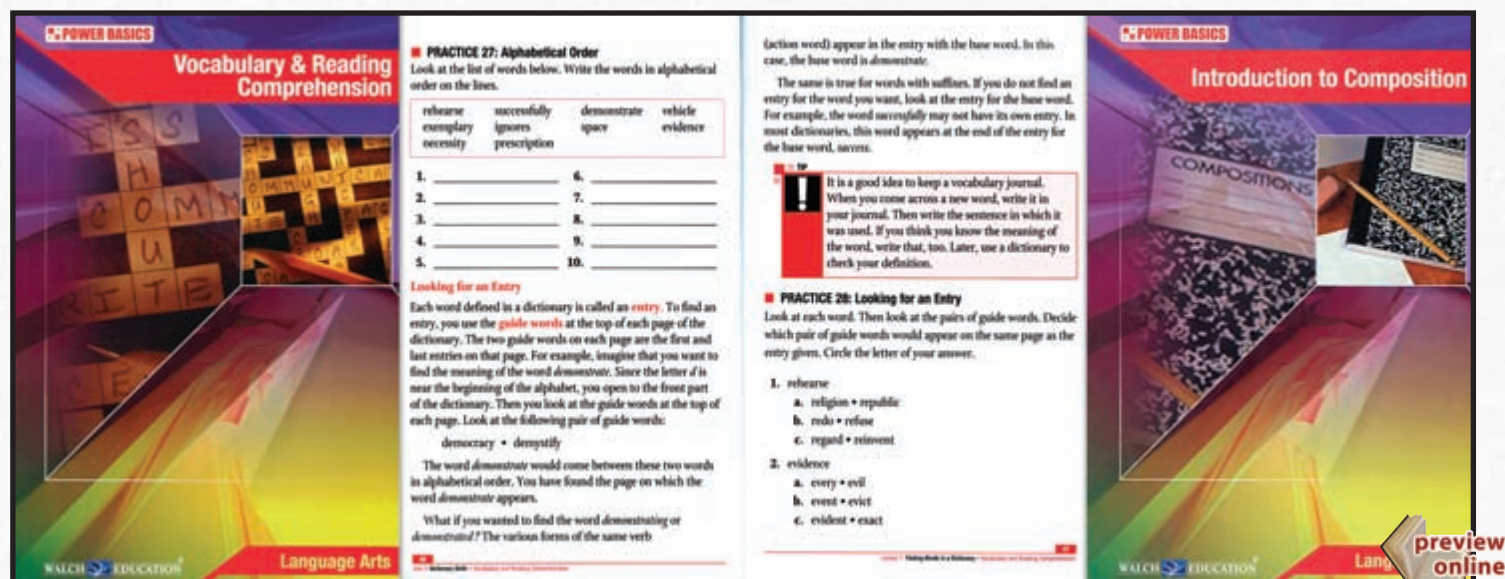 POWER BASICS
Vocabulary & Reading
Comprehension
ISS
H
COMM
U
RITE
WALCH EDUCATION
Language Arts
PRACTICE 27: Alphabetical Order
Look at the list of words below. Write the words in alphabetical
order on the lines.
rehearse successfully demonstrate vehicle
exemplary ignores space evidence
necessity prescription
1. 6.
2. 7.
3. 8.
4. 9.
5. 10.
Looking for an Entry
Each word defined in a dictionary is called an entry. To find an
entry, you use the guide words at the top of each page of the
dictionary. The two guide words on each page are the first and
last entries on that page. For example, imagine that you want to
find the meaning of the word demonstrate. Since the letter d is
near the beginning of the alphabet, you open to the front part
of the dictionary. Then you look at the guide words at the top of
each page. Look at the following pair of guide words:
democracy • demystify
The word demonstrate would come between these two words
in alphabetical order. You have found the page on which the
word demonstrate appears.
What if you wanted to find the word demonstrating or
demonstrated? The various forms of the same verb
(action word) appear in the entry with the base word. In this
case, the base word is demonstrate.
The same is true for words with suffixes. If you do not find an
entry for the word you want, look at the entry for the base word.
For example, the word successfully may not have its own entry. In
most dictionaries, this word appears at the end of the entry for
the base word, success.
TIP
!
It is a good idea to keep a vocabulary journal.
When you come across a new word, write it in
your journal. Then write the sentence in which it
was used. If you think you know the meaning of
the word, write that, too. Later, use a dictionary to
check your definition.
PRACTICE 28: Looking for an Entry
Look at each word. Then look at the pairs of guide words. Decide
which pair of guide words would appear on the same page as the
entry given. Circle the letter of your answer.
1. rehearse
a. religion • republic
b. redo • refuse
c. regard • reinvent
2. evidence
a. every • evil
b. event • evict
c. evident • exact
POWER BASICS
Introduction to Composition
COMPOSITIONS
WALCH EDUCATION
Lang
preview
online